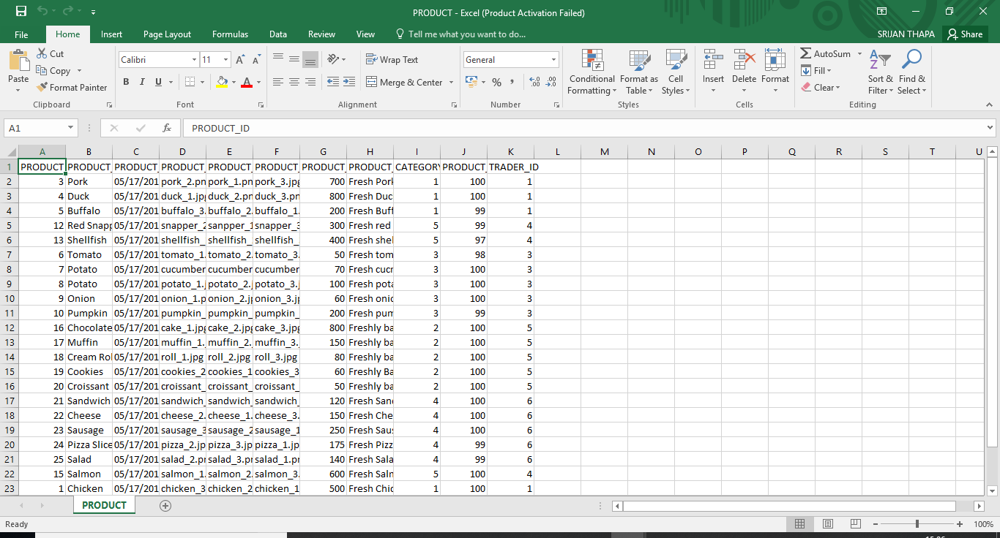 PRODUCT - Excel (Product Activation Failed)
File Home Insert Page Layout Formulas Data Review View Tell me what you want to do... SRIJAN THAPA Share
Paste Cut Copy Format Painter Clipboard
Calibri 11 A A B I U A Font
Wrap Text Merge & Center Alignment
General % , .00 Number
Conditional Formatting Format as Table Cell Styles Styles
Insert Delete Format Cells
AutoSum Fill Clear Sort & Filter Find & Select Editing
A1 fx PRODUCT_ID
A B C D E F G H I J K L M N O P Q R S T U
1 PRODUCT PRODUCT_ PRODUCT_ PRODUCT_ PRODUCT_ PRODUCT_ PRODUCT_ PRODUCT_ CATEGORY PRODUCT_ TRADER_ID
2 3 Pork 05/17/201 pork_2.pn pork_1.pn pork_3.jpg 700 Fresh Pork 1 100 1
3 4 Duck 05/17/201 duck_1.jp duck_2.pn duck_3.pn 800 Fresh Duc 1 100 1
4 5 Buffalo 05/17/201 buffalo_3. buffalo_2. buffalo_1. 200 Fresh Buff 1 99 1
5 12 Red Snapp 05/17/201 snapper_2 sanpper_1 snapper_3 300 Fresh red 5 99 4
6 13 Shellfish 05/17/201 shellfish_ shellfish_ shellfish_ 400 Fresh shel 5 97 4
7 6 Tomato 05/17/201 tomato_1. tomato_2. tomato_3. 50 Fresh tom 3 98 3
8 7 Potato 05/17/201 cucumber cucumber cucumber 70 Fresh cucr 3 100 3
9 8 Potato 05/17/201 potato_1.j potato_2.j potato_3.j 100 Fresh pota 3 100 3
10 9 Onion 05/17/201 onion_1.p onion_2.jp onion_3.jp 60 Fresh onic 3 100 3
11 10 Pumpkin 05/17/201 pumpkin_ pumpkin_ pumpkin_ 200 Fresh pum 3 99 3
12 16 Chocolate 05/17/201 cake_1.jpg cake_2.jpg cake_3.jpg 800 Freshly ba 2 100 5
13 17 Muffin 05/17/201 muffin_1. muffin_2. muffin_3. 150 Freshly ba 2 100 5
14 18 Cream Rol 05/17/201 roll_1.jpg roll_2.jpg roll_3.jpg 80 Freshly ba 2 100 5
15 19 Cookies 05/17/201 cookies_2 cookies_1 cookies_3 60 Freshly Ba 2 100 5
16 20 Croissant 05/17/201 croissant_ croissant_ croissant_ 50 Freshly ba 2 100 5
17 21 Sandwich 05/17/201 sandwich_ sandwich_ sandwich_ 120 Fresh San 4 100 6
18 22 Cheese 05/17/201 cheese_2. cheese_1. cheese_3. 150 Fresh Che 4 100 6
19 23 Sausage 05/17/201 sausage_3 sausage_2 sausage_1 250 Fresh Sau 4 100 6
20 24 Pizza Slice 05/17/201 pizza_2.jp pizza_3.jp pizza_1.jp 175 Fresh Pizz 4 99 6
21 25 Salad 05/17/201 salad_2.pn salad_3.pn salad_1.pn 140 Fresh Sala 4 99 6
22 15 Salmon 05/17/201 salmon_1. salmon_2. salmon_3. 600 Fresh Saln 5 100 4
23 1 Chicken 05/17/201 chicken_3 chicken_2 chicken_1 500 Fresh Chic 1 100 1
PRODUCT
Ready 100%